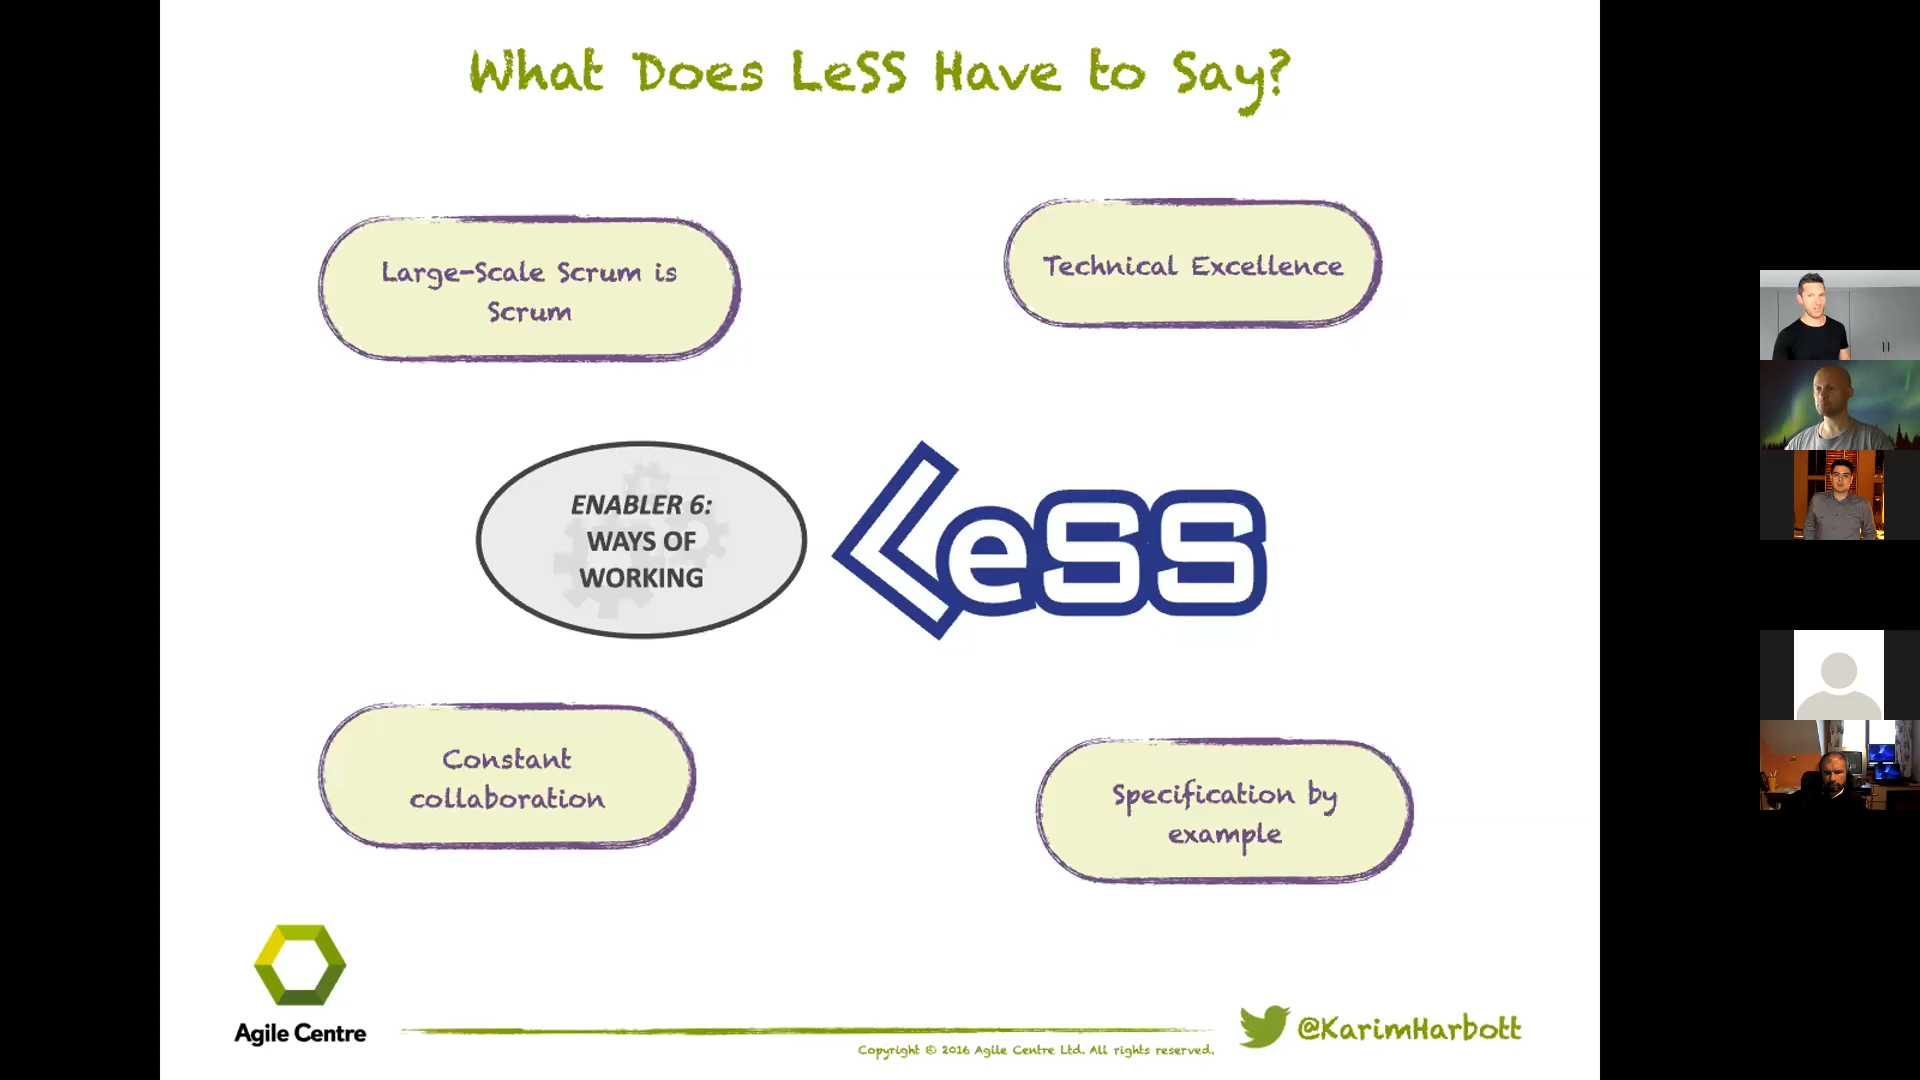 What Does LeSS Have to Say?
Large-Scale Scrum is
Scrum
Technical Excellence
ENABLER 6:
WAYS OF
WORKING
LeSS
Constant
collaboration
Specification by
example
Agile Centre
@KarimHarbott
Copyright © 2016 Agile Centre Ltd. All rights reserved.